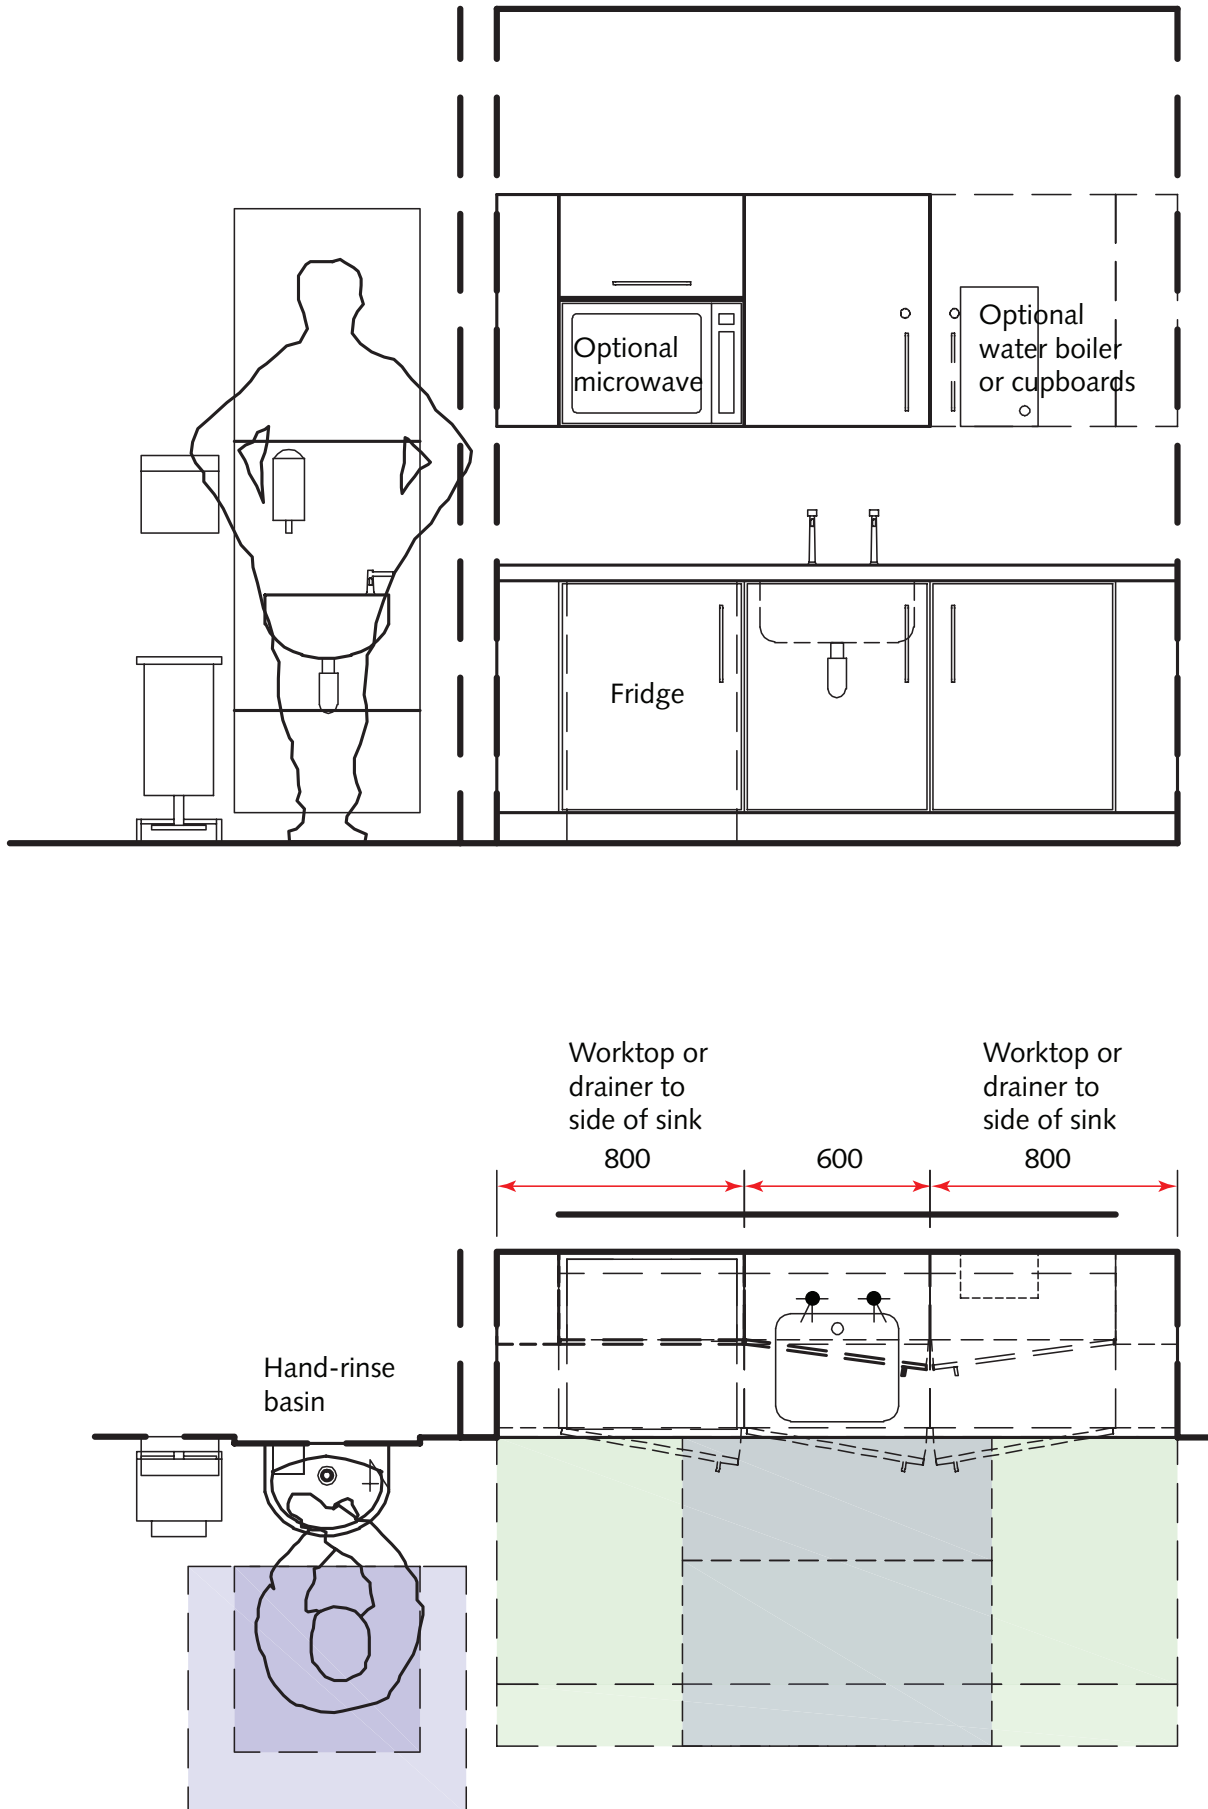 Optional
microwave
Optional
water boiler
or cupboards
Fridge
Worktop or
drainer to
side of sink
Worktop or
drainer to
side of sink
800
600
800
Hand-rinse
basin